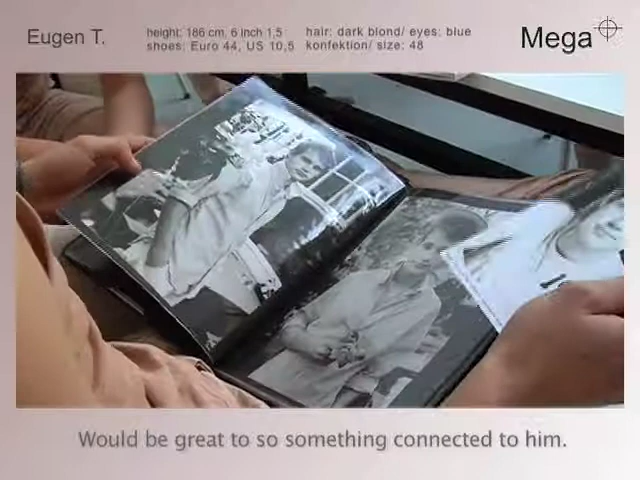 Eugen T.
height: 186 cm, 6 inch 1,5
shoes: Euro 44, US 10,5
hair: dark blond/ eyes: blue
konfektion/ size: 48
Mega
Would be great to so something connected to him.